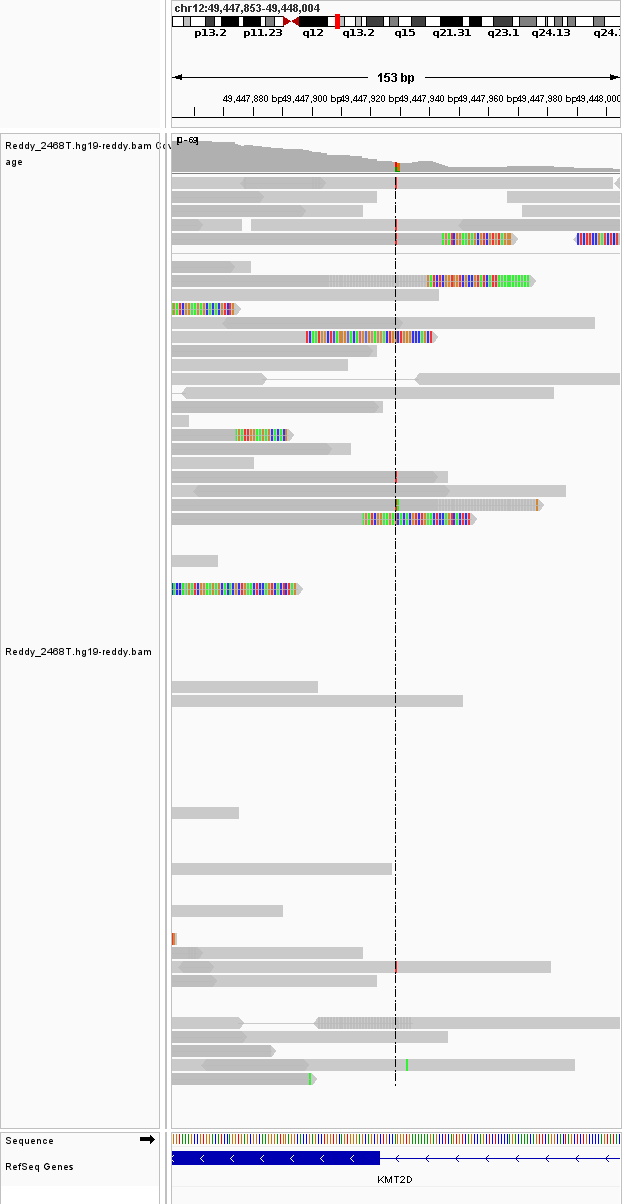 chr12:49,447,853-49,448,004
p13.2 p11.23 q12 q13.2 q15 q21.31 q23.1 q24.13 q24.
153 bp
49,447,880 bp 49,447,900 bp 49,447,920 bp 49,447,940 bp 49,447,960 bp 49,447,980 bp 49,448,000
Reddy_2468T.hg19-reddy.bam Cov
age
[0-69]
Reddy_2468T.hg19-reddy.bam
Sequence
RefSeq Genes
KMT2D